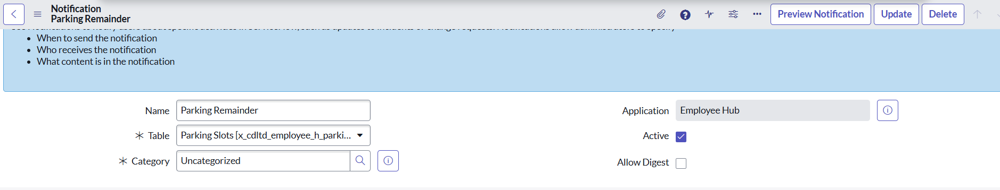 Notification
Parking Remainder
Preview Notification
Update
Delete
When to send the notification
Who receives the notification
What content is in the notification
Name
Parking Remainder
Application
Employee Hub
Table
Parking Slots [x_cdltd_employee_h_parki...
Active
Category
Uncategorized
Allow Digest